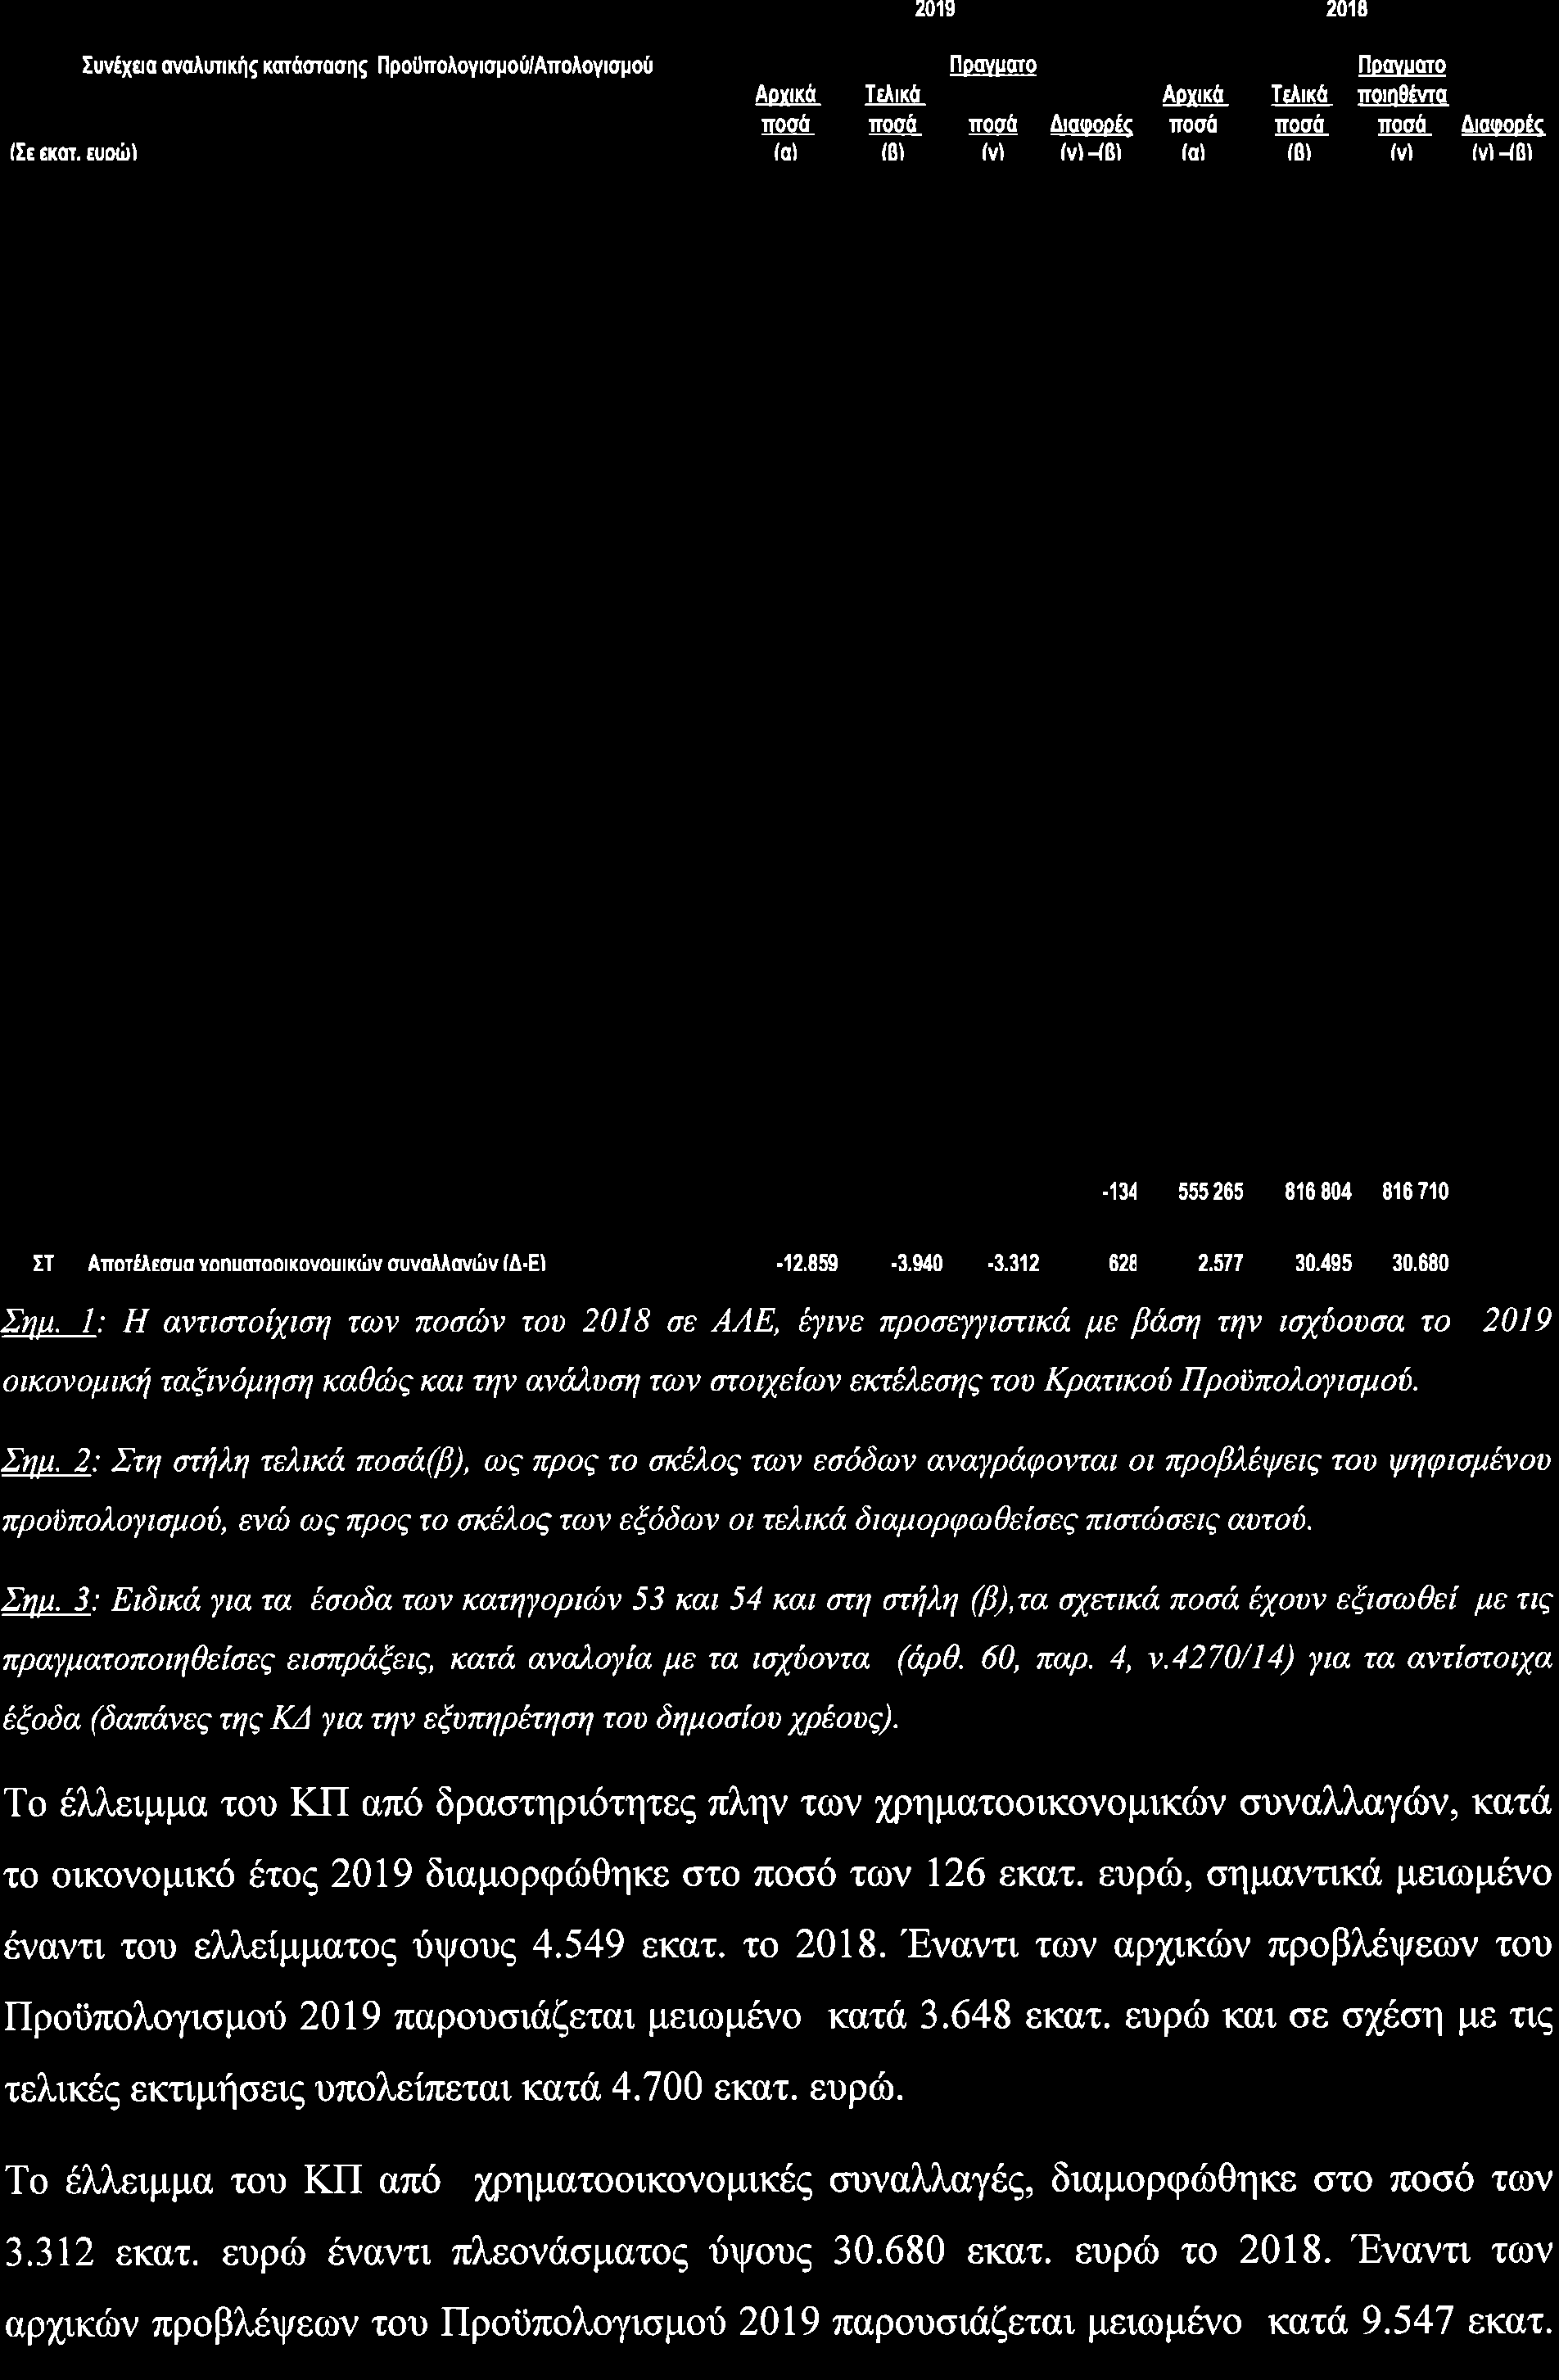 2019 2018
Συνέχεια αναλυτικής κατάστασης Προϋπολογισμού/Απολογισμού Πραγματο Πραγματο
Αρχικά Τελικά Αρχικά Τελικά ποιηθέντα
ποσά ποσά ποσά Διαφορές ποσά ποσά ποσά Διαφορές
(Σε εκατ. ευρώ) (α) (β) (γ) (γ)-(β) (α) (β) (γ) (γ)-(β)
-134 555 265 816 804 816 710
ΣΤ Αποτέλεσμα χρηματοοικονομικών συναλλαγών (Δ-Ε) -12.859 -3.940 -3.312 628 2.577 30.495 30.680
Σημ. 1: Η αντιστοίχιση των ποσών του 2018 σε ΑΛΕ, έγινε προσεγγιστικά με βάση την ισχύουσα το 2019
οικονομική ταξινόμηση καθώς και την ανάλυση των στοιχείων εκτέλεσης του Κρατικού Προϋπολογισμού.
Σημ. 2: Στη στήλη τελικά ποσά(β), ως προς το σκέλος των εσόδων αναγράφονται οι προβλέψεις του ψηφισμένου
προϋπολογισμού, ενώ ως προς το σκέλος των εξόδων οι τελικά διαμορφωθείσες πιστώσεις αυτού.
Σημ. 3: Ειδικά για τα έσοδα των κατηγοριών 53 και 54 και στη στήλη (β),τα σχετικά ποσά έχουν εξισωθεί με τις
πραγματοποιηθείσες εισπράξεις, κατά αναλογία με τα ισχύοντα (άρθ. 60, παρ. 4, ν.4270/14) για τα αντίστοιχα
έξοδα (δαπάνες της ΚΔ για την εξυπηρέτηση του δημοσίου χρέους).
Το έλλειμμα του ΚΠ από δραστηριότητες πλην των χρηματοοικονομικών συναλλαγών, κατά
το οικονομικό έτος 2019 διαμορφώθηκε στο ποσό των 126 εκατ. ευρώ, σημαντικά μειωμένο
έναντι του ελλείμματος ύψους 4.549 εκατ. το 2018. Έναντι των αρχικών προβλέψεων του
Προϋπολογισμού 2019 παρουσιάζεται μειωμένο κατά 3.648 εκατ. ευρώ και σε σχέση με τις
τελικές εκτιμήσεις υπολείπεται κατά 4.700 εκατ. ευρώ.
Το έλλειμμα του ΚΠ από χρηματοοικονομικές συναλλαγές, διαμορφώθηκε στο ποσό των
3.312 εκατ. ευρώ έναντι πλεονάσματος ύψους 30.680 εκατ. ευρώ το 2018. Έναντι των
αρχικών προβλέψεων του Προϋπολογισμού 2019 παρουσιάζεται μειωμένο κατά 9.547 εκατ.